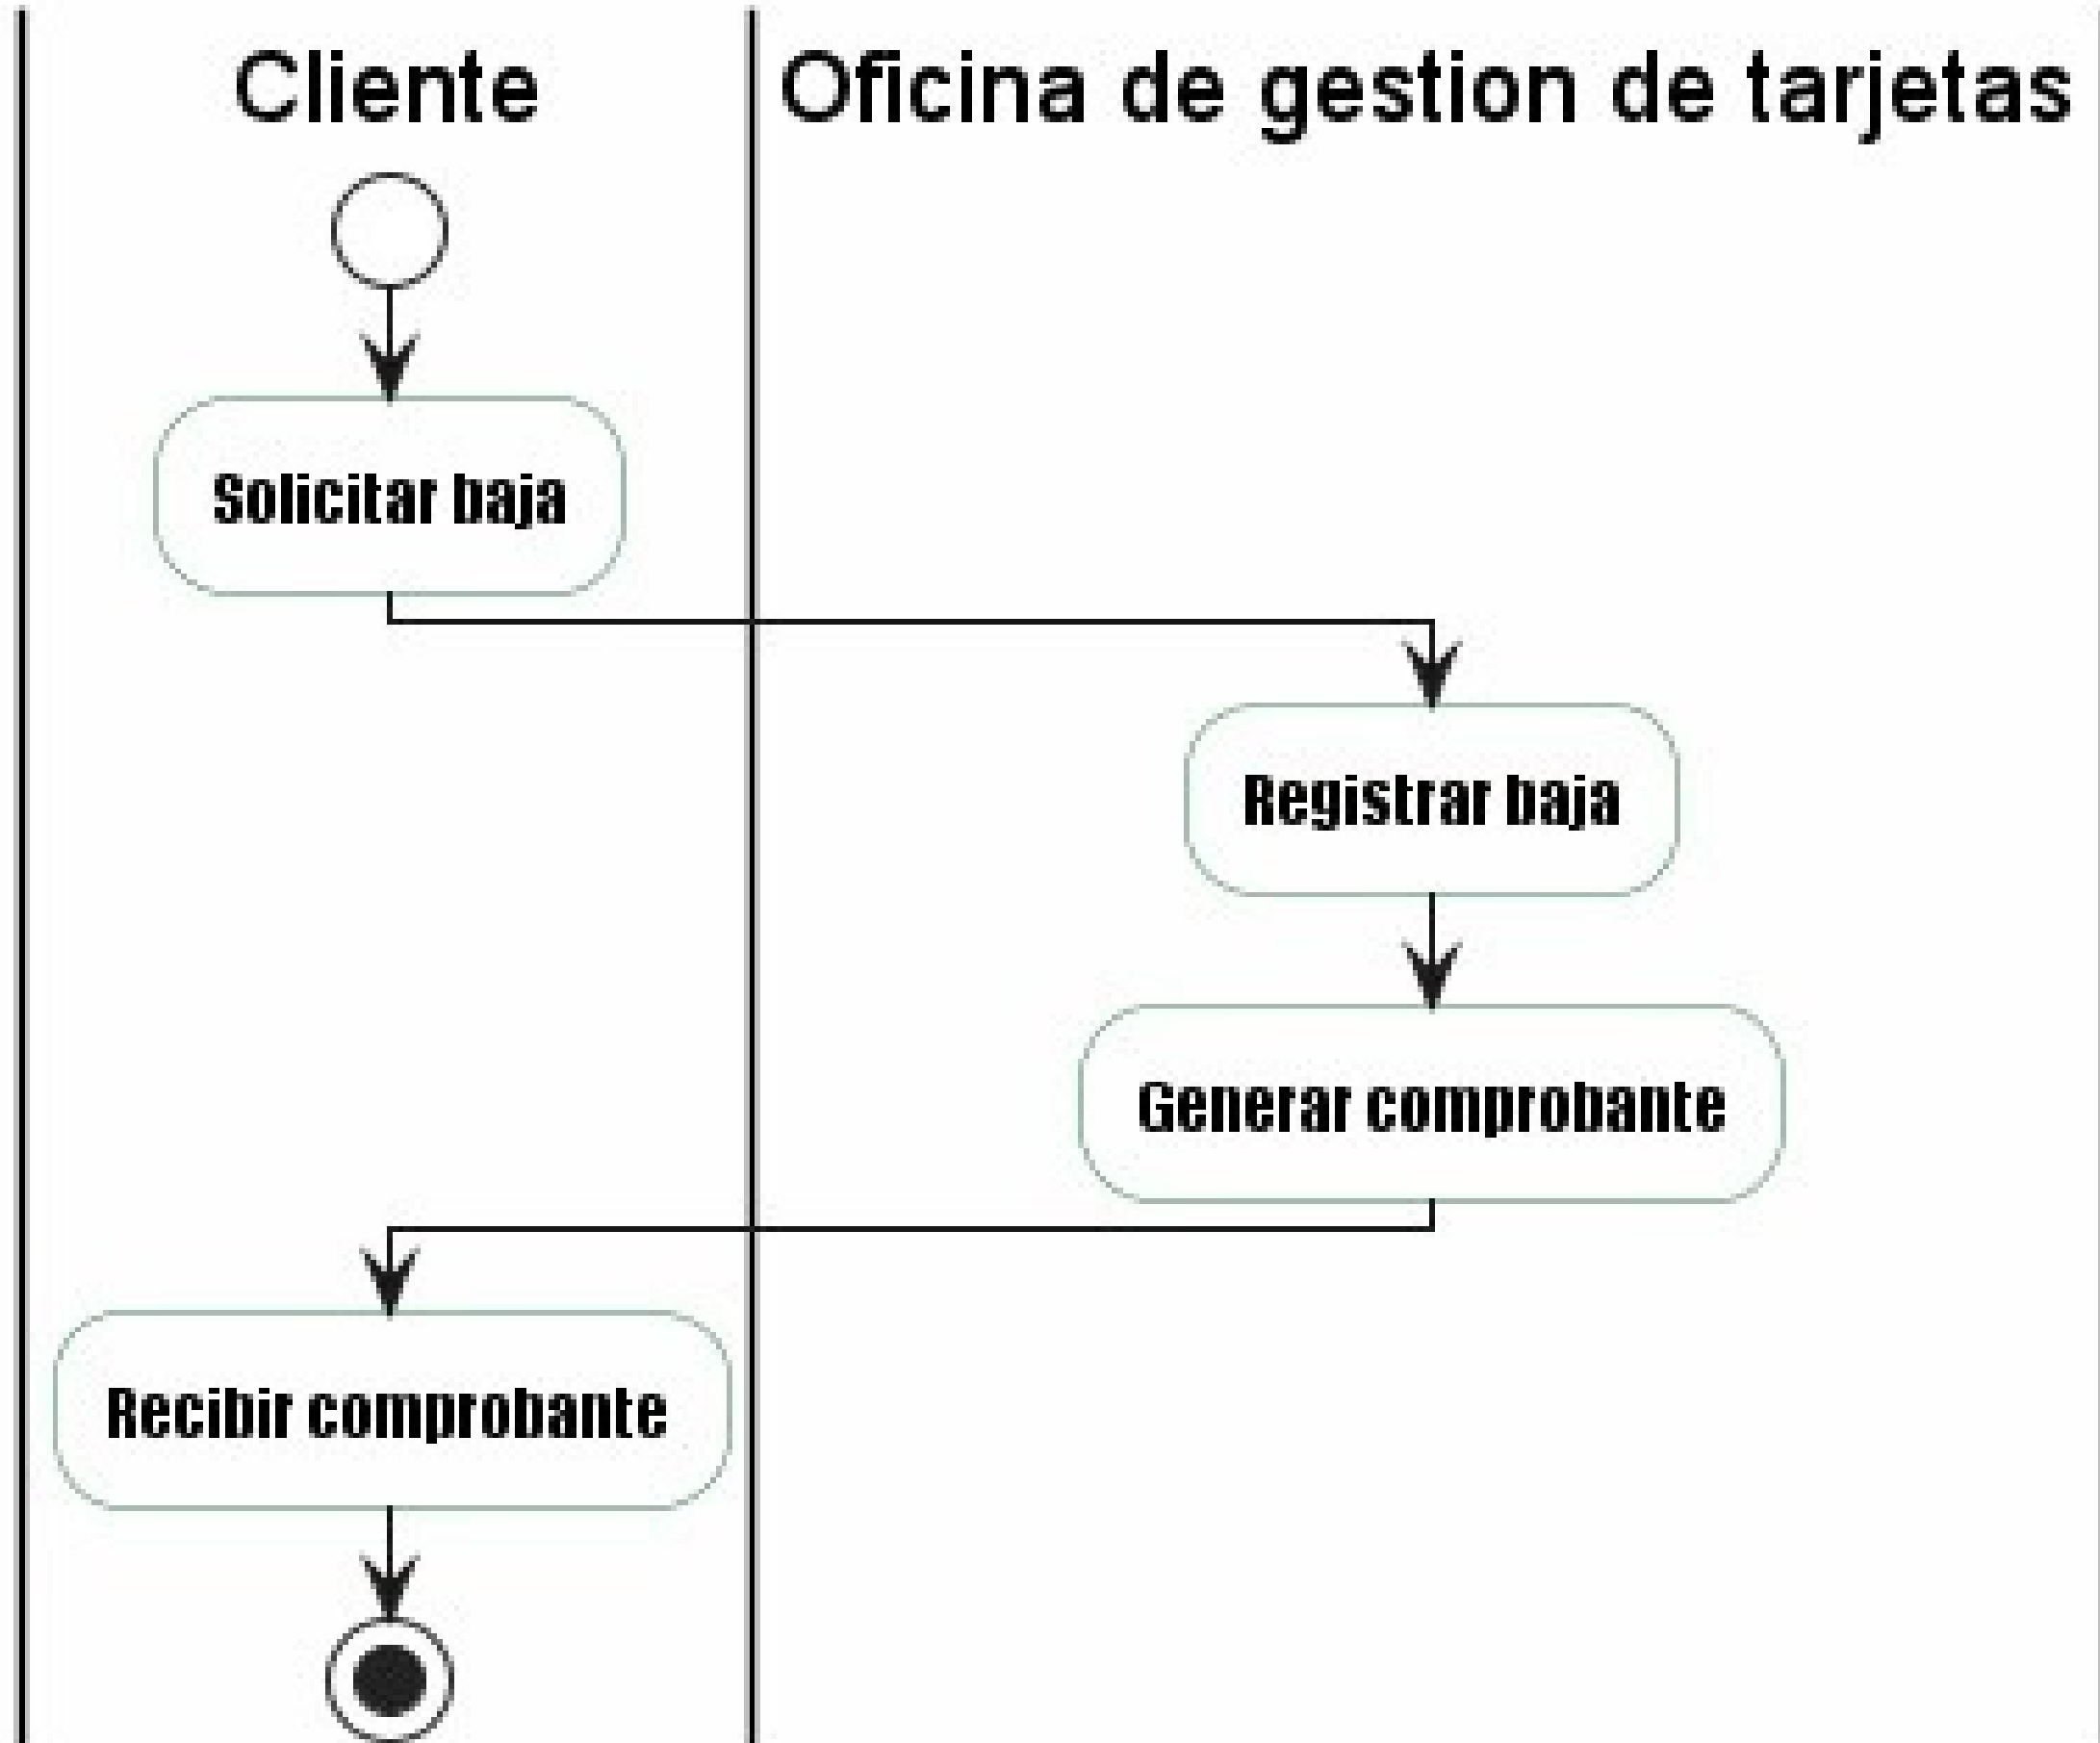 Cliente
Oficina de gestion de tarjetas
Solicitar baja
Registrar baja
Generar comprobante
Recibir comprobante